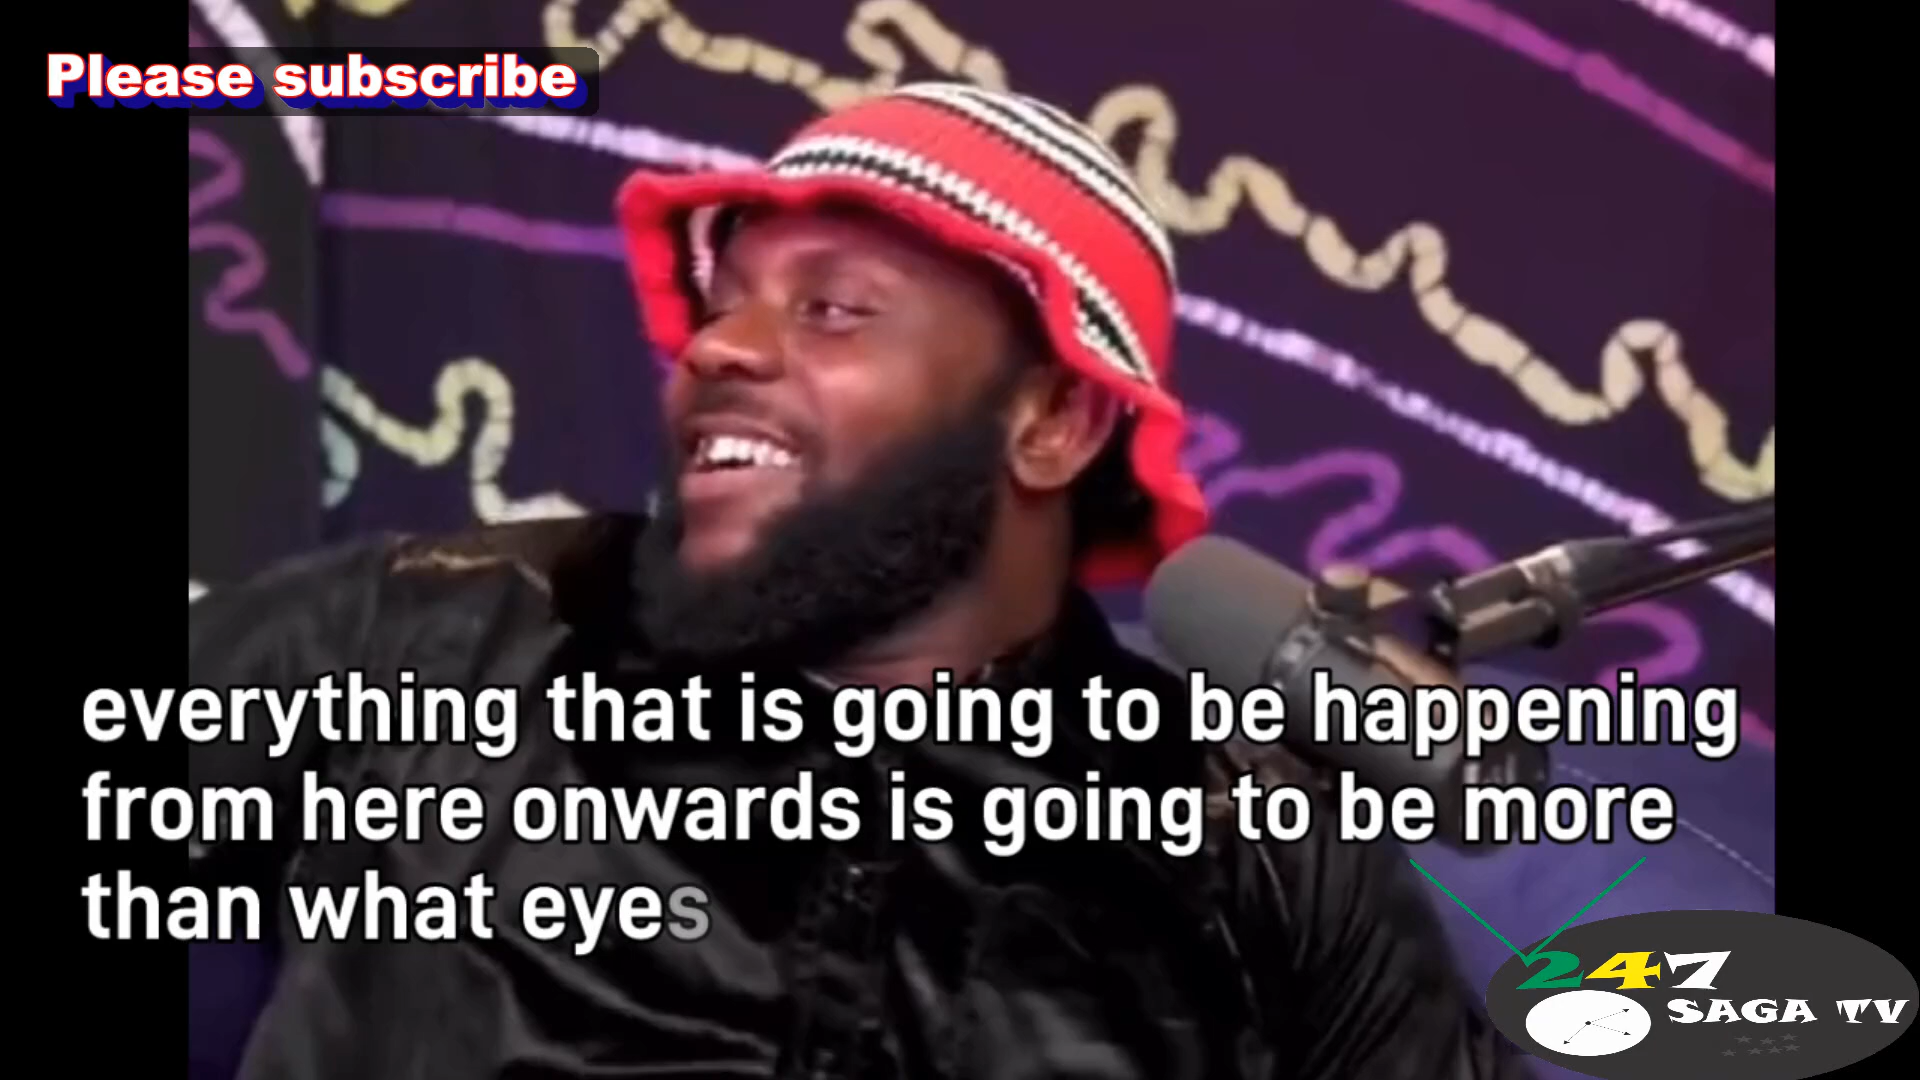 Please subscribe
everything that is going to be happening
from here onwards is going to be more
than what eyes
247
SAGA TV